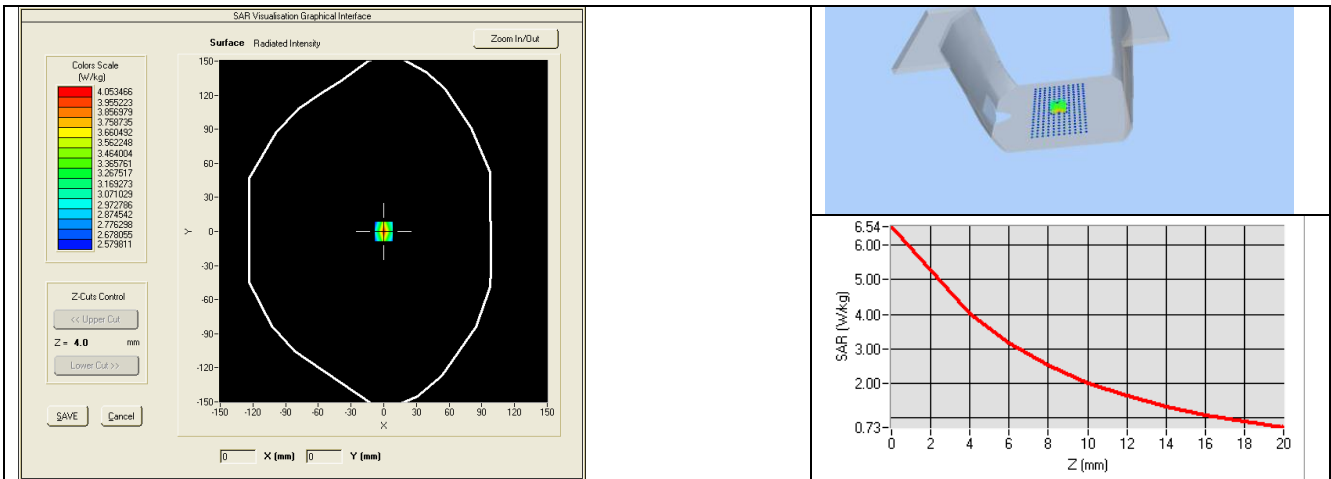 SAR Visualisation Graphical Interface
Surface Radiated Intensity
Zoom In/Out
Colors Scale
(W/kg)
4.053466
3.955223
3.856979
3.758735
3.660492
3.562248
3.464004
3.365761
3.267517
3.169273
3.071029
2.972786
2.874542
2.776298
2.678055
2.579811
Z-Cuts Control
<< Upper Cut
Z = 4.0 mm
Lower Cut >>
SAVE Cancel
150
120
90
60
30
Y 0
-30
-60
-90
-120
-150
-150 -120 -90 -60 -30 0 30 60 90 120 150
X
0 X (mm) 0 Y (mm)
6.54
6.00
5.00
4.00
3.00
2.00
0.73
SAR (W/kg)
0 2 4 6 8 10 12 14 16 18 20
Z (mm)